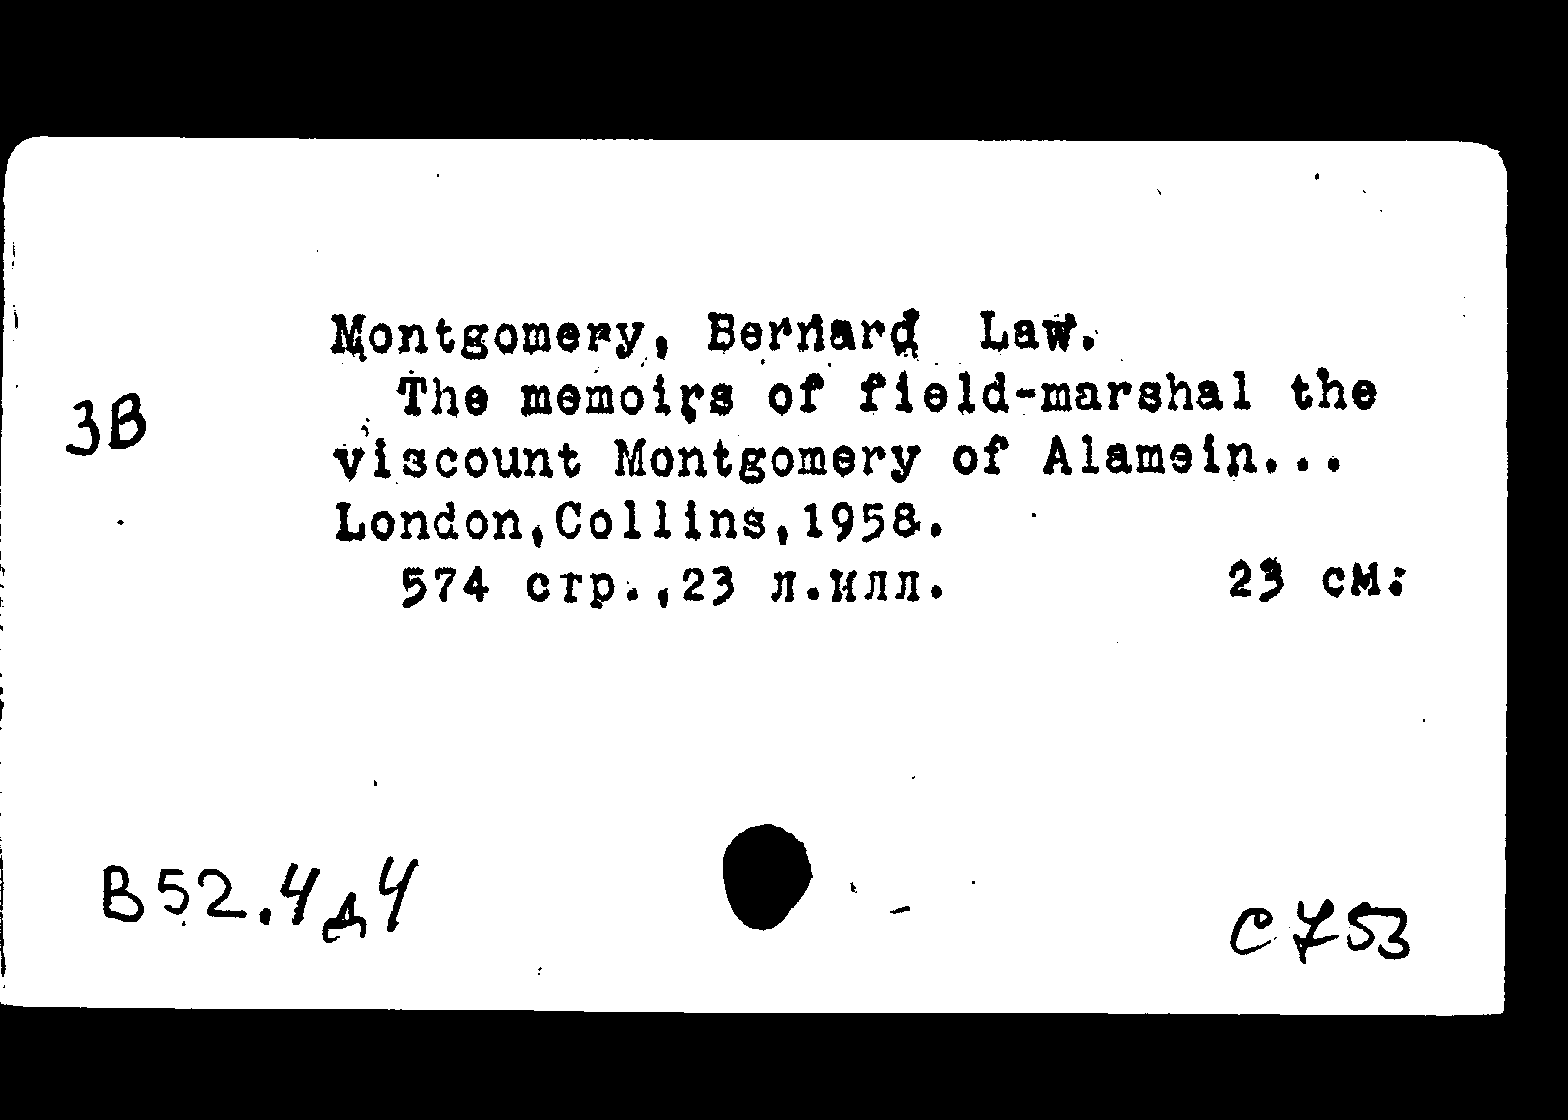 Montgomery, Bernard Law.
The memoirs of field-marshal the
3В
viscount Montgomery of Alamein...
London,Collins,1958.
574 стр.,23 л.илл. 23 см.
В52.4д4
с753